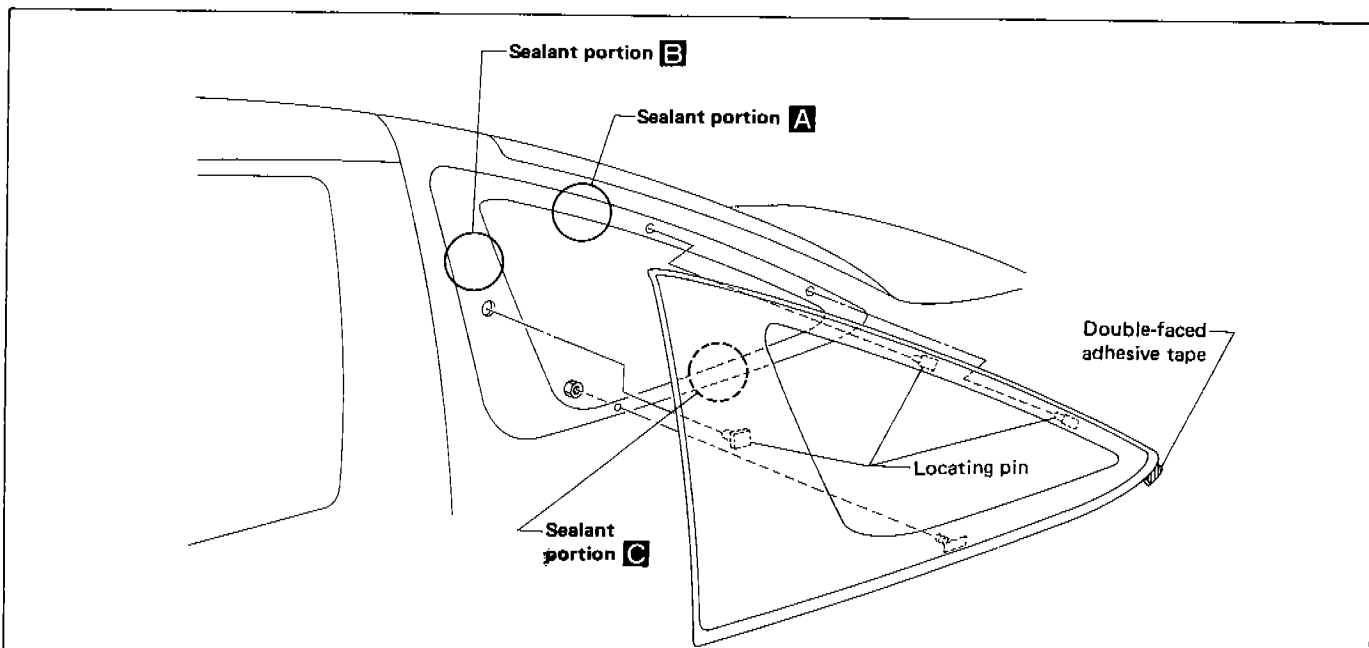 Sealant portion B
Sealant portion A
Double-faced
adhesive tape
Locating pin
Sealant
portion C